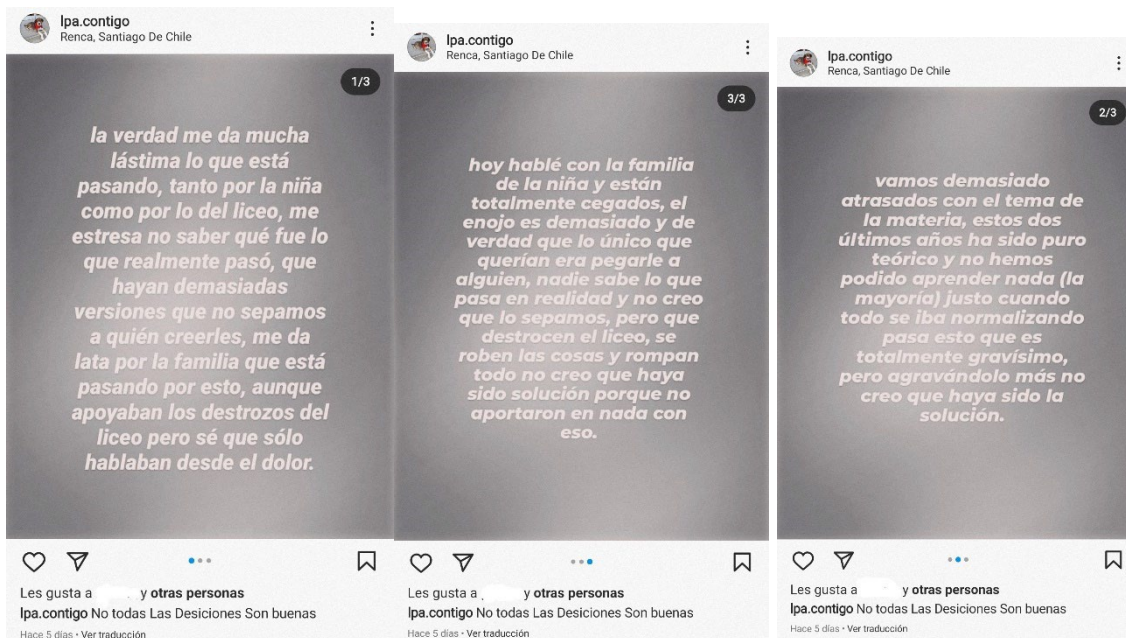 lpa.contigo
Renca, Santiago De Chile
1/3
la verdad me da mucha
lástima lo que está
pasando, tanto por la niña
como por lo del liceo, me
estresa no saber qué fue lo
que realmente pasó, que
hayan demasiadas
versiones que no sepamos
a quién creerles, me da
lata por la familia que está
pasando por esto, aunque
apoyaban los destrozos del
liceo pero sé que sólo
hablaban desde el dolor.
Les gusta a y otras personas
lpa.contigo No todas Las Desiciones Son buenas
Hace 5 días • Ver traducción
lpa.contigo
Renca, Santiago De Chile
3/3
hoy hablé con la familia
de la niña y están
totalmente cegados, el
enojo es demasiado y de
verdad que lo único que
querían era pegarle a
alguien, nadie sabe lo que
pasa en realidad y no creo
que lo sepamos, pero que
destrocen el liceo, se
roben las cosas y rompan
todo no creo que haya
sido solución porque no
aportaron en nada con
eso.
Les gusta a y otras personas
lpa.contigo No todas Las Desiciones Son buenas
Hace 5 días • Ver traducción
lpa.contigo
Renca, Santiago De Chile
2/3
vamos demasiado
atrasados con el tema de
la materia, estos dos
últimos años ha sido puro
teórico y no hemos
podido aprender nada (la
mayoría) justo cuando
todo se iba normalizando
pasa esto que es
totalmente gravísimo,
pero agravándolo más no
creo que haya sido la
solución.
Les gusta a y otras personas
lpa.contigo No todas Las Desiciones Son buenas
Hace 5 días • Ver traducción